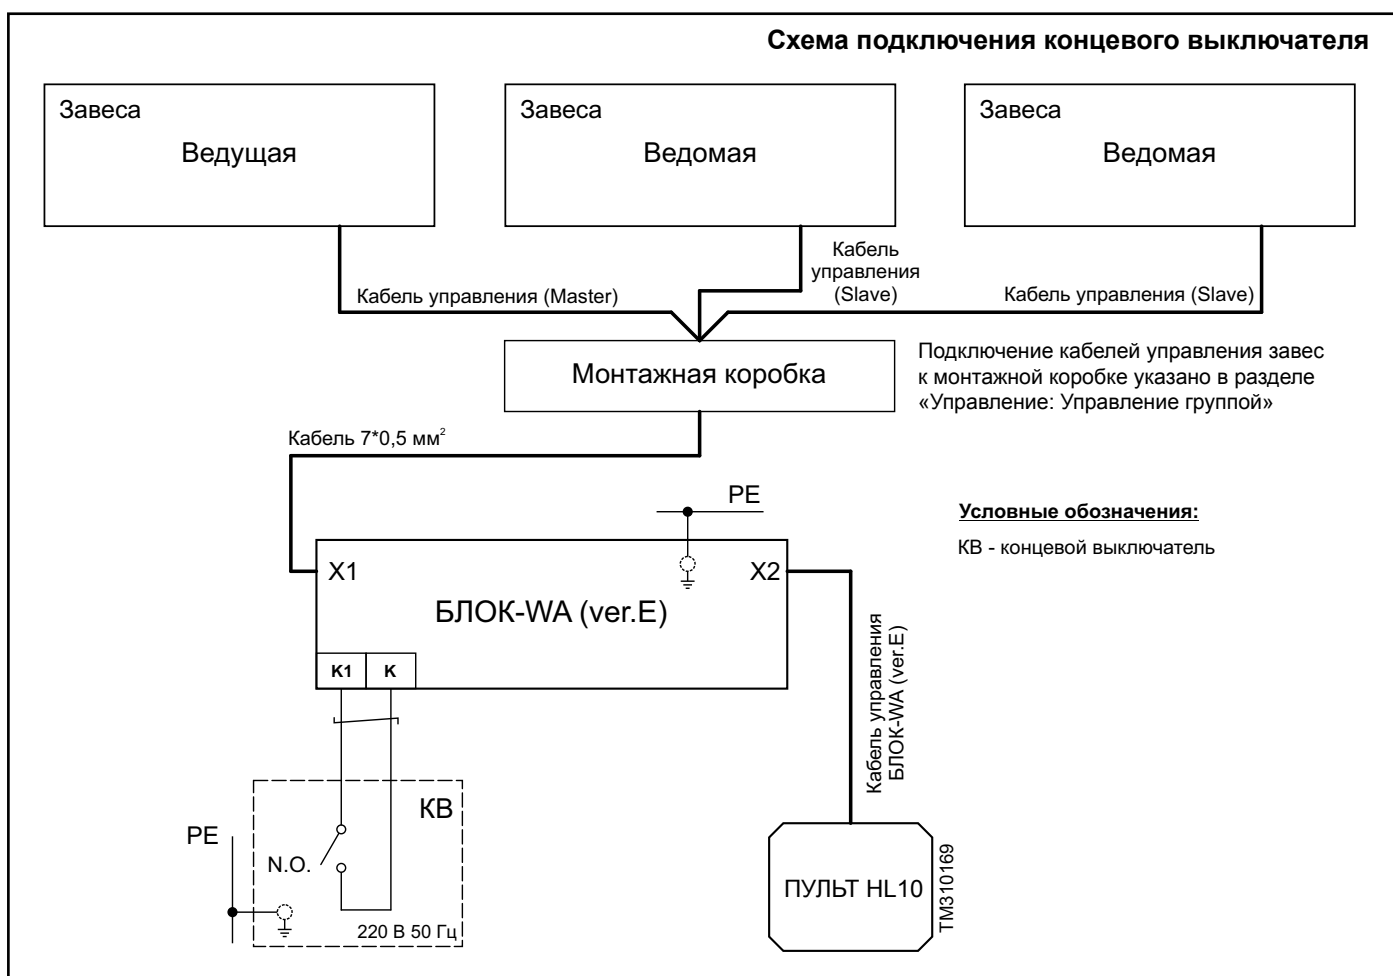 Схема подключения концевого выключателя
Завеса
Ведущая
Завеса
Ведомая
Завеса
Ведомая
Кабель управления (Master)
Кабель
управления
(Slave)
Кабель управления (Slave)
Монтажная коробка
Подключение кабелей управления завес
к монтажной коробке указано в разделе
«Управление: Управление группой»
Кабель 7*0,5 мм²
PE
Условные обозначения:
КВ - концевой выключатель
X1
X2
БЛОК-WA (ver.E)
К1
К
Кабель управления
БЛОК-WA (ver.E)
КВ
PE
N.O.
220 В 50 Гц
ПУЛЬТ HL10
TM310169